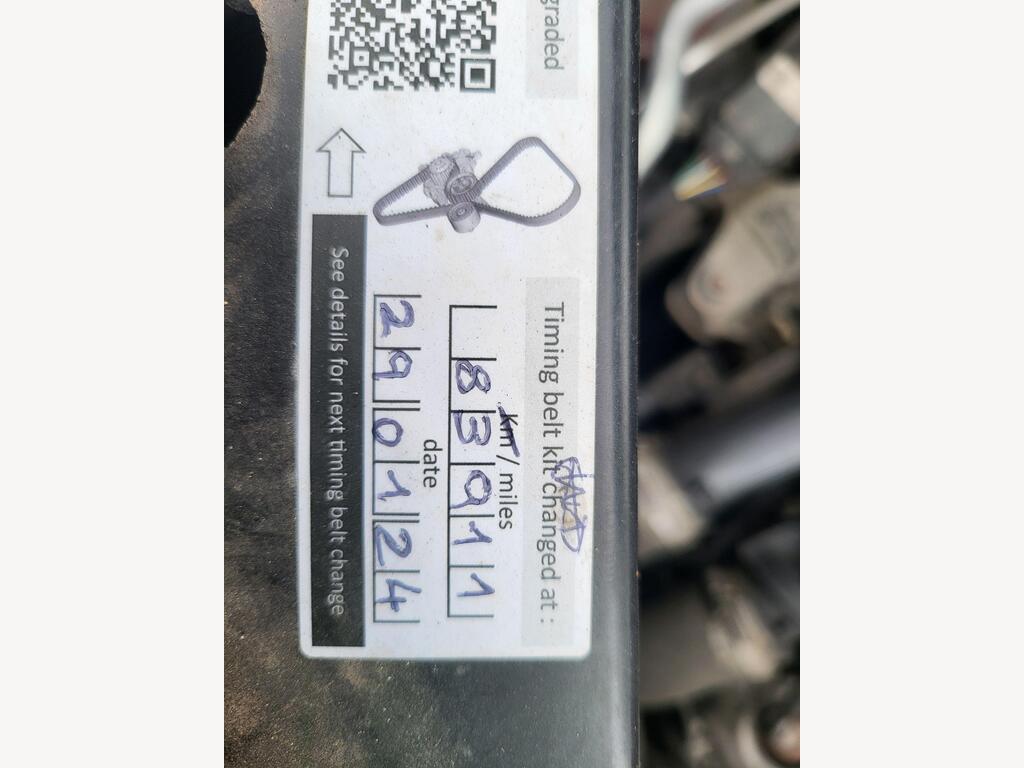 graded
Timing belt kit changed at :
km / miles
83911
date
290124
See details for next timing belt change